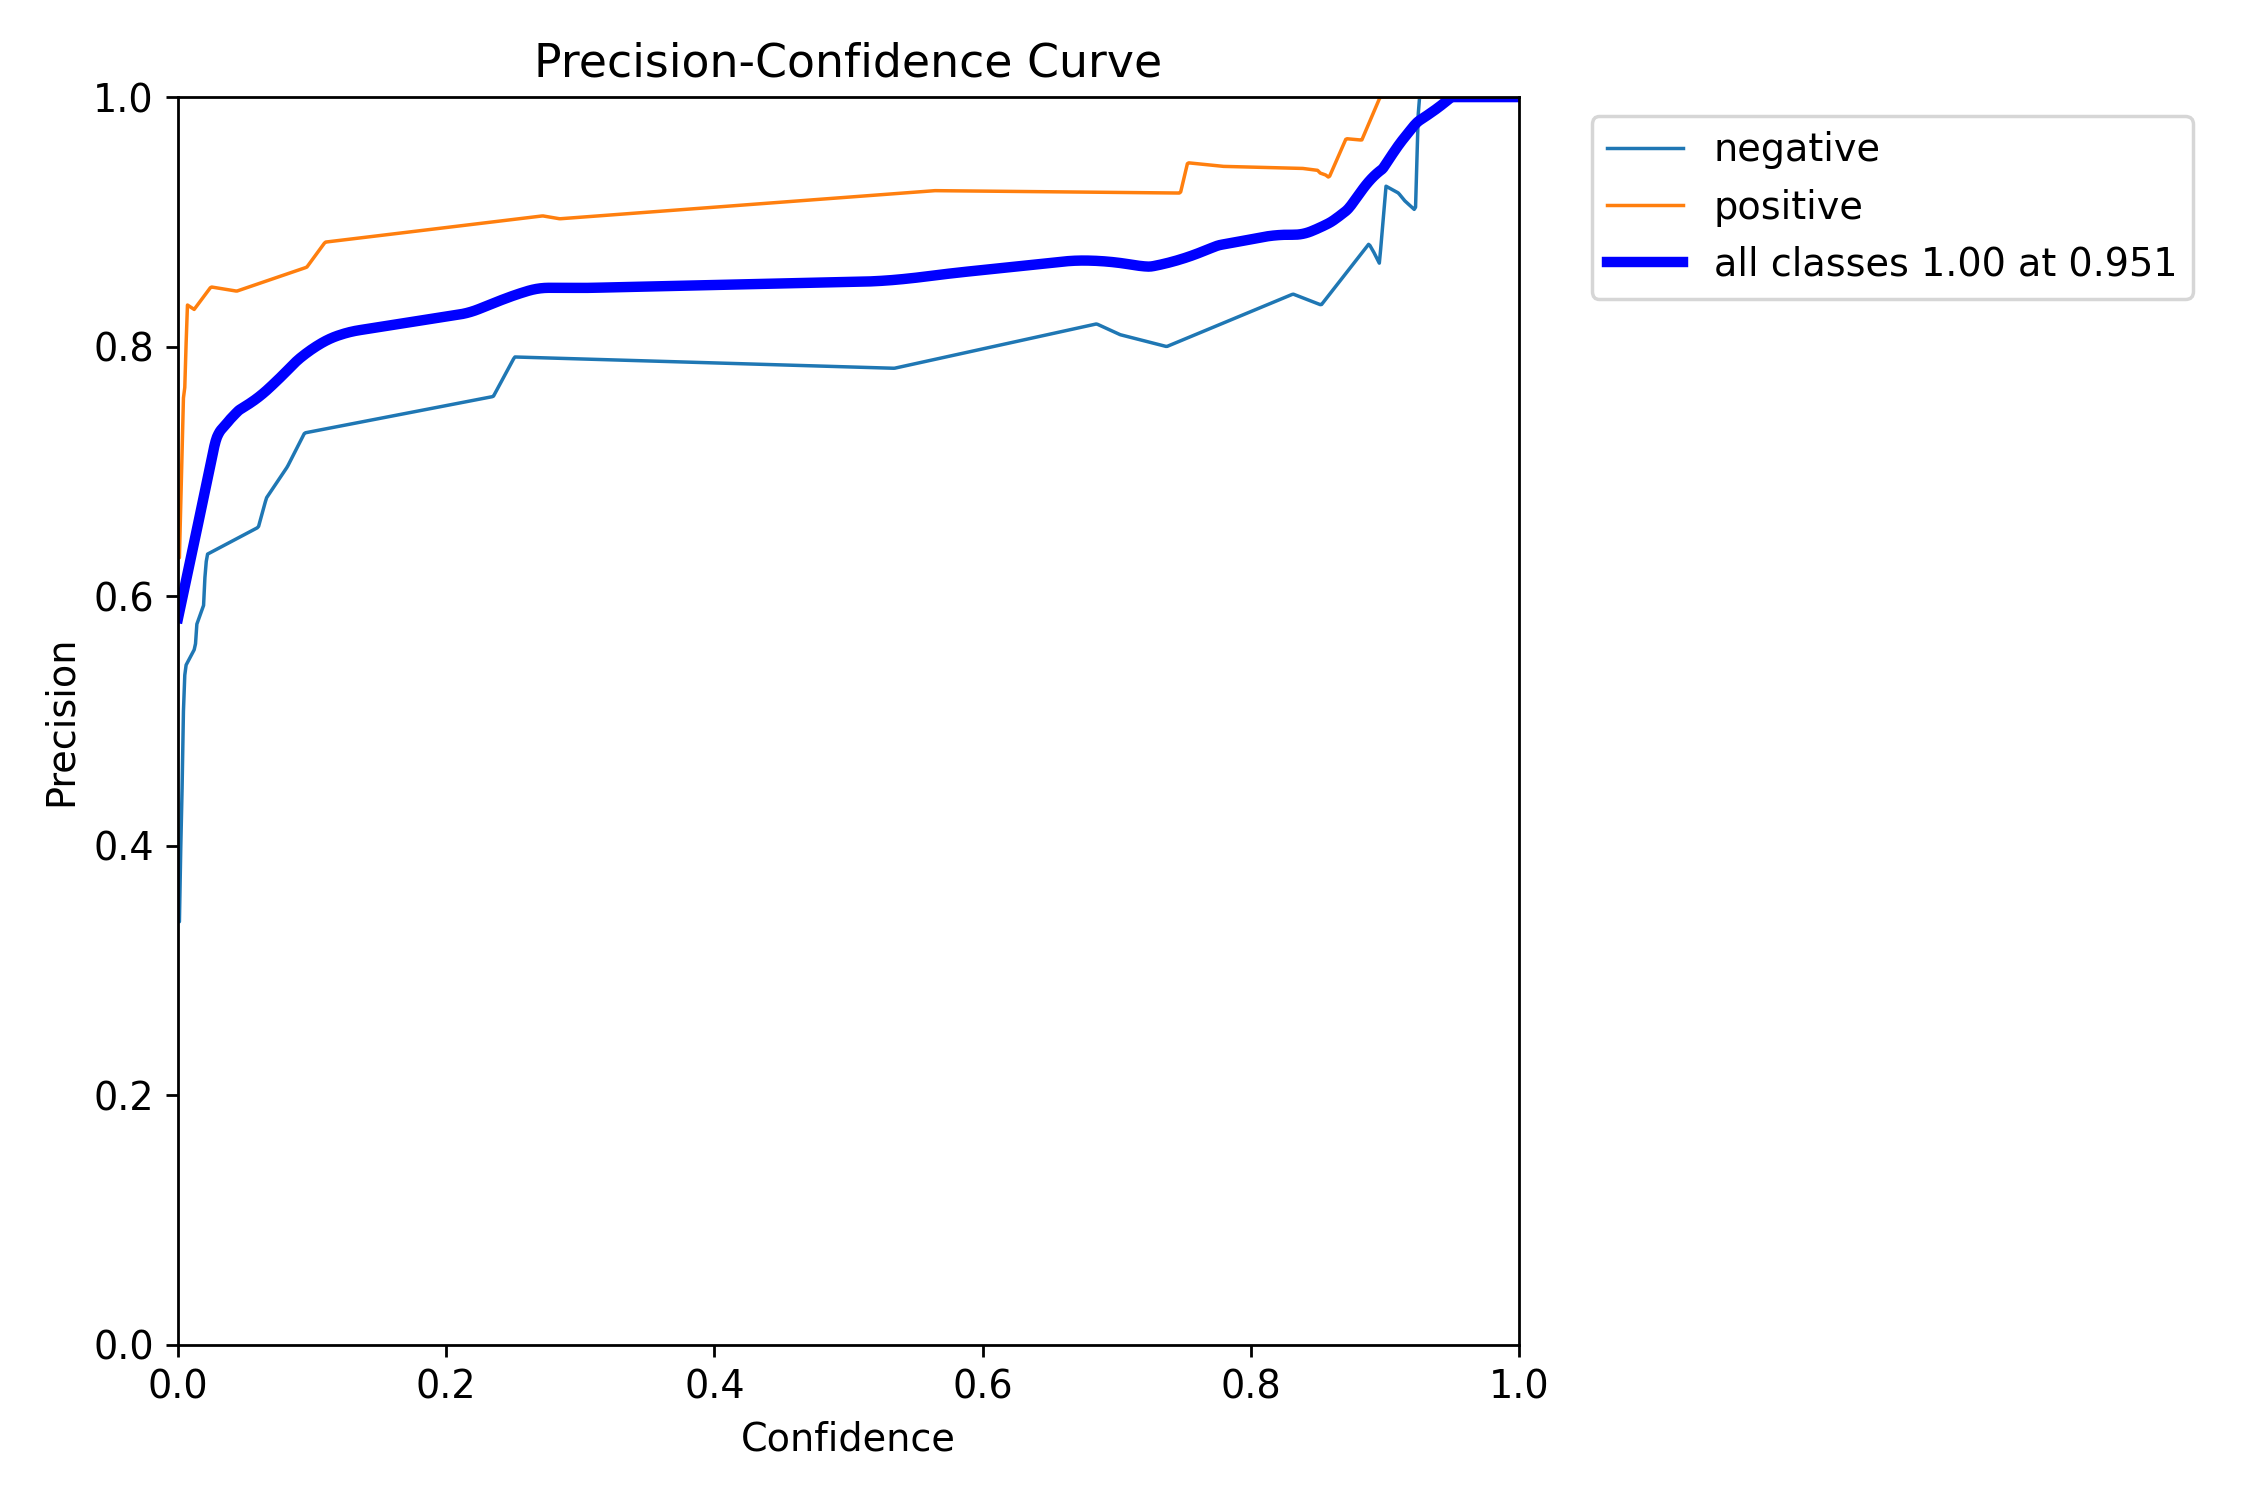 Precision-Confidence Curve
1.0
0.8
0.6
0.4
0.2
0.0
Precision
0.0 0.2 0.4 0.6 0.8 1.0
Confidence
negative
positive
all classes 1.00 at 0.951